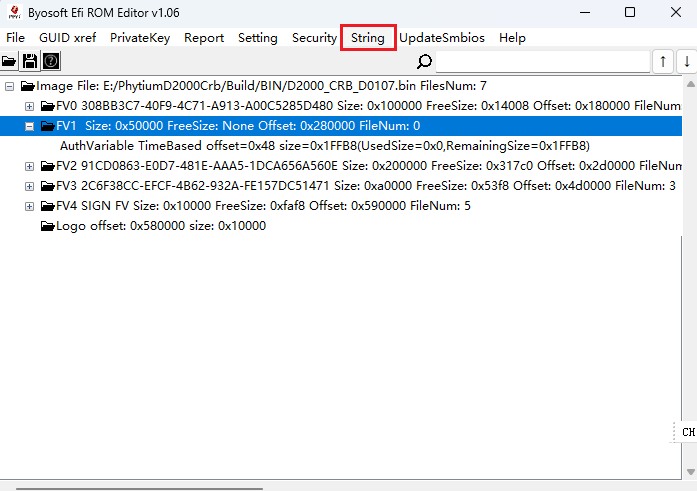 Byosoft Efi ROM Editor v1.06
File GUID xref PrivateKey Report Setting Security String UpdateSmbios Help
Image File: E:/PhytiumD2000Crb/Build/BIN/D2000_CRB_D0107.bin FilesNum: 7
FV0 308BB3C7-40F9-4C71-A913-A00C5285D480 Size: 0x100000 FreeSize: 0x14008 Offset: 0x180000 FileNum:
FV1 Size: 0x50000 FreeSize: None Offset: 0x280000 FileNum: 0
AuthVariable TimeBased offset=0x48 size=0x1FFB8(UsedSize=0x0,RemainingSize=0x1FFB8)
FV2 91CD0863-E0D7-481E-AAA5-1DCA656A560E Size: 0x200000 FreeSize: 0x317c0 Offset: 0x2d0000 FileNum
FV3 2C6F38CC-EFCF-4B62-932A-FE157DC51471 Size: 0xa0000 FreeSize: 0x53f8 Offset: 0x4d0000 FileNum: 3
FV4 SIGN FV Size: 0x10000 FreeSize: 0xfaf8 Offset: 0x590000 FileNum: 5
Logo offset: 0x580000 size: 0x10000
CH